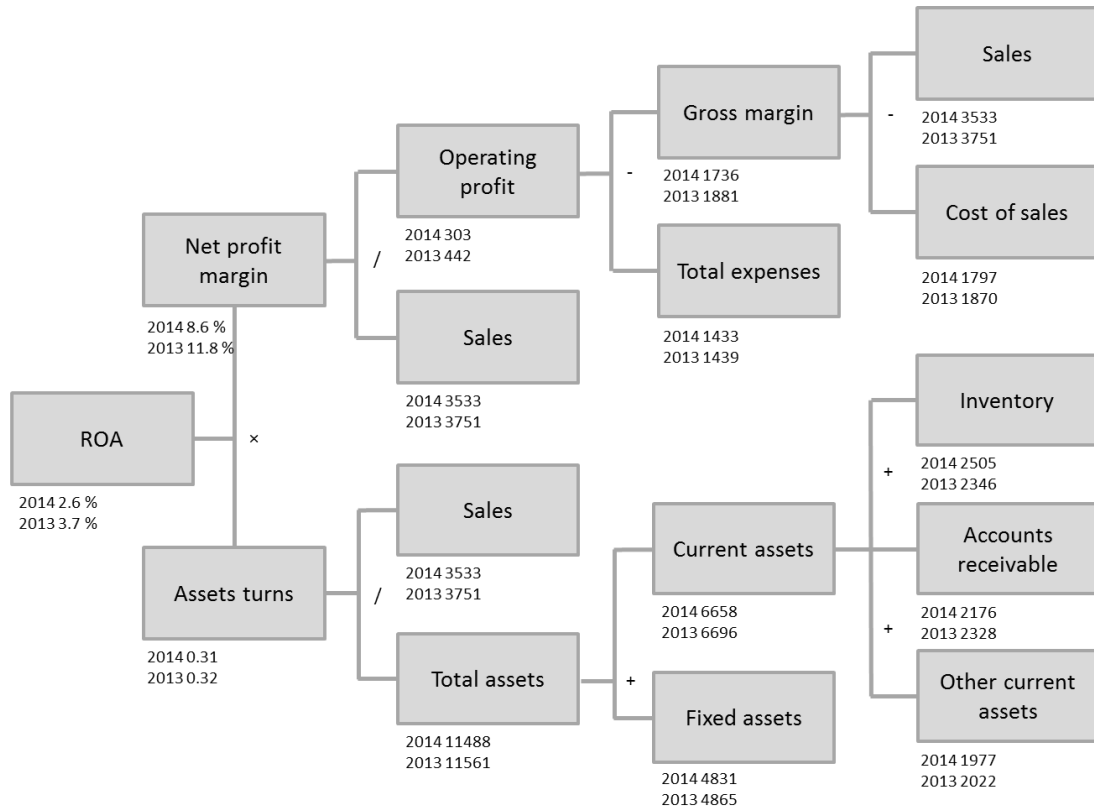 Sales
2014 3533
2013 3751
-
Cost of sales
2014 1797
2013 1870
Gross margin
2014 1736
2013 1881
-
Total expenses
2014 1433
2013 1439
Operating
profit
2014 303
2013 442
/
Sales
2014 3533
2013 3751
Net profit
margin
2014 8.6 %
2013 11.8 %
ROA
2014 2.6 %
2013 3.7 %
×
Assets turns
2014 0.31
2013 0.32
Sales
2014 3533
2013 3751
/
Total assets
2014 11488
2013 11561
Current assets
2014 6658
2013 6696
+
Fixed assets
2014 4831
2013 4865
Inventory
2014 2505
2013 2346
+
Accounts
receivable
2014 2176
2013 2328
+
Other current
assets
2014 1977
2013 2022